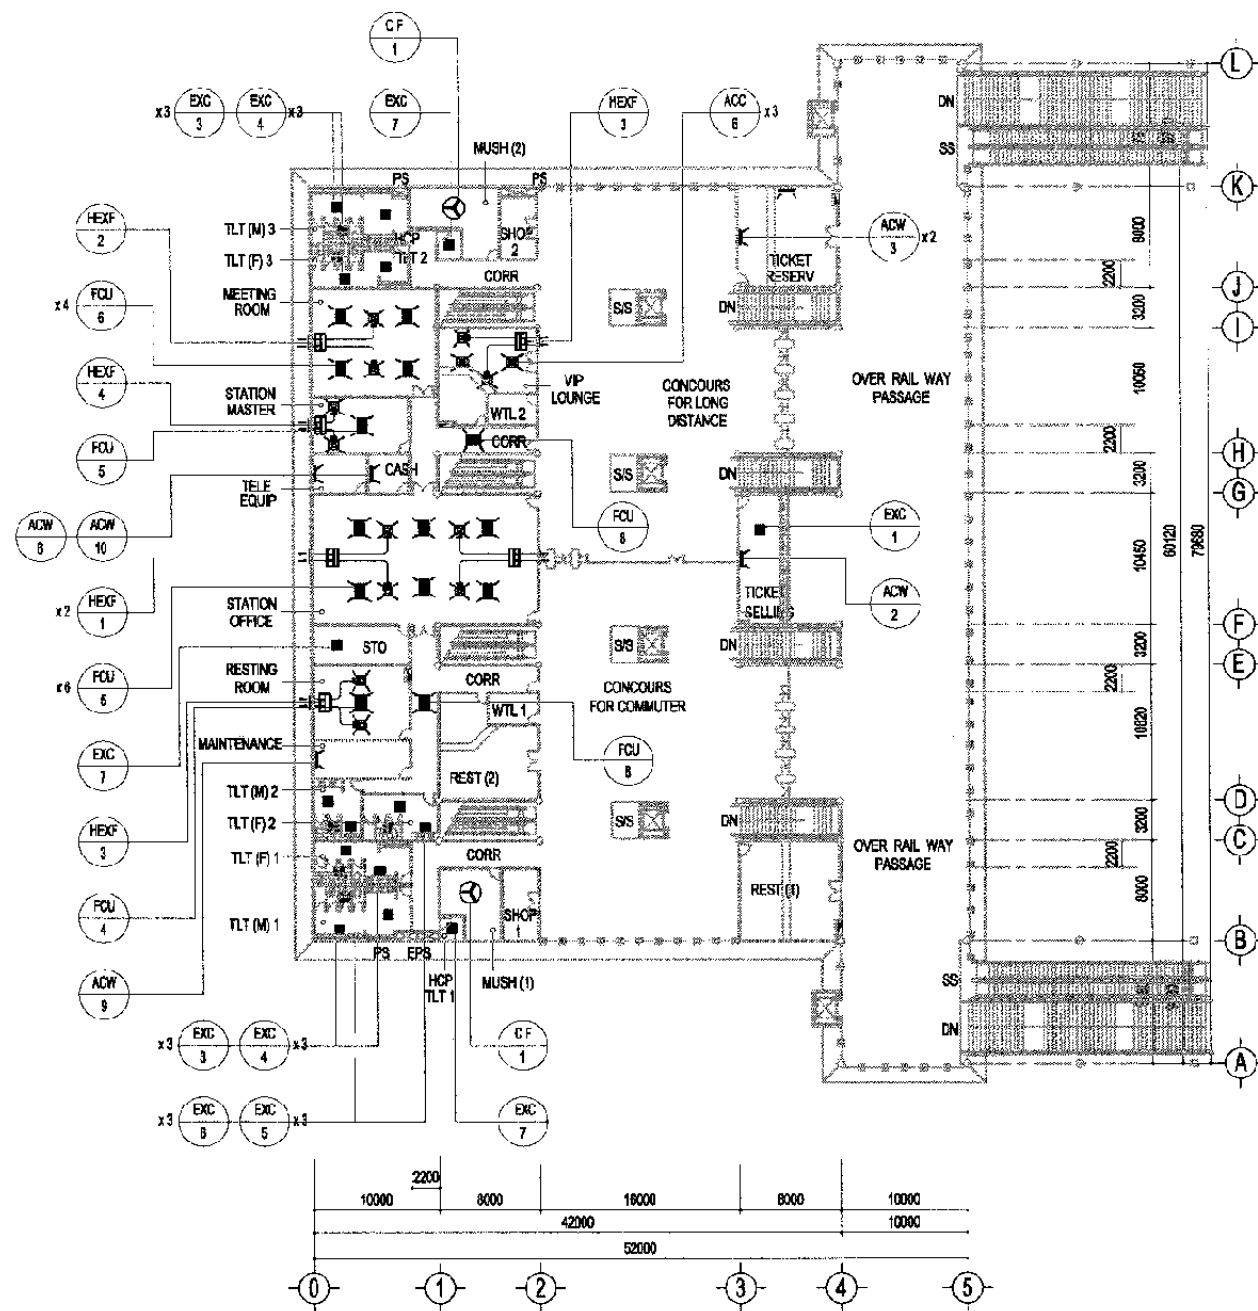 CF
1
EXC
3
EXC
4
x3
x3
EXC
7
HEXF
3
ACC
6
x3
L
DN
SS
MUSH (2)
PS
PS
K
HEXF
2
TLT (M) 3
HCP
TLT 2
SHOP
2
ACW
3
x2
8800
TLT (F) 3
CORR
TICKET
RESERV
2200
J
MEETING
ROOM
x4
FCU
6
S/S
DN
3200
I
HEXF
4
STATION
MASTER
VIP
LOUNGE
CONCOURS
FOR LONG
DISTANCE
OVER RAIL WAY
PASSAGE
WTL 2
CORR
2200
FCU
5
CASH
TELE
EQUIP
S/S
DN
3200
H
G
ACW
10
FCU
EXC
1
10450
60120
79680
x2
HEXF
1
STATION
OFFICE
TICKET
SELLING
ACW
2
F
STO
S/S
DN
3200
E
RESTING
ROOM
x6
FCU
CORR
CONCOURS
FOR COMMUTER
2200
WTL 1
MAINTENANCE
EXC
7
FCU
REST (2)
TLT (M) 2
D
TLT (F) 2
S/S
DN
3200
HEXF
3
C
TLT (F) 1
CORR
OVER RAIL WAY
PASSAGE
2200
REST (1)
8000
FCU
4
TLT (M) 1
SHOP
1
B
PS
EPS
HCP
TLT 1
MUSH (1)
SS
ACW
9
DN
x3
EXC
3
EXC
4
x3
CF
1
A
x3
EXC
EXC
5
x3
EXC
7
2200
10000
8000
16000
8000
10000
42000
10000
52000
0
1
2
3
4
5